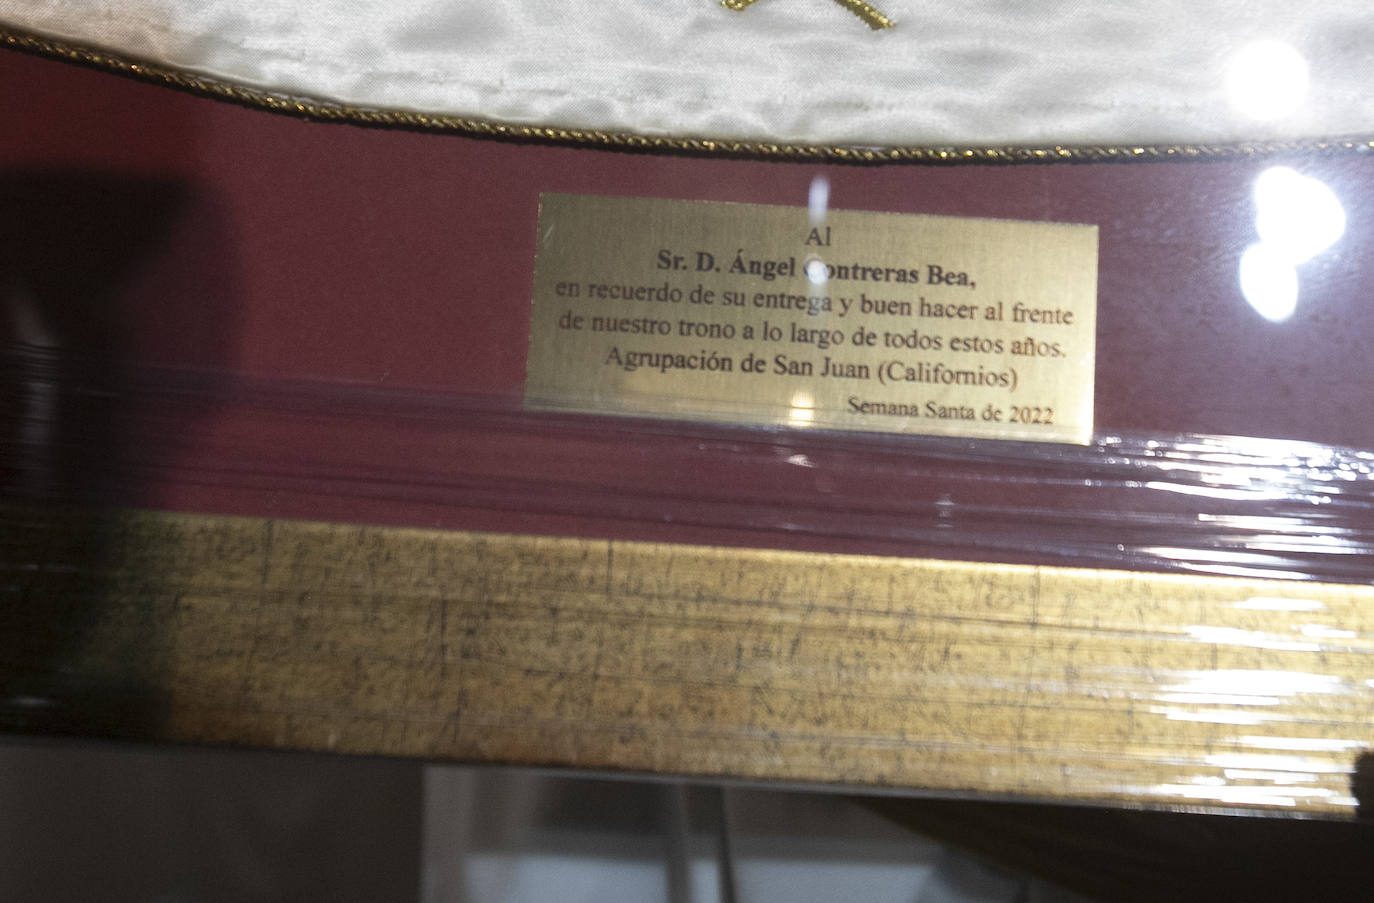 Al
Sr. D. Ángel Contreras Bea,
en recuerdo de su entrega y buen hacer al frente
de nuestro trono a lo largo de todos estos años.
Agrupación de San Juan (Californios)
Semana Santa de 2022